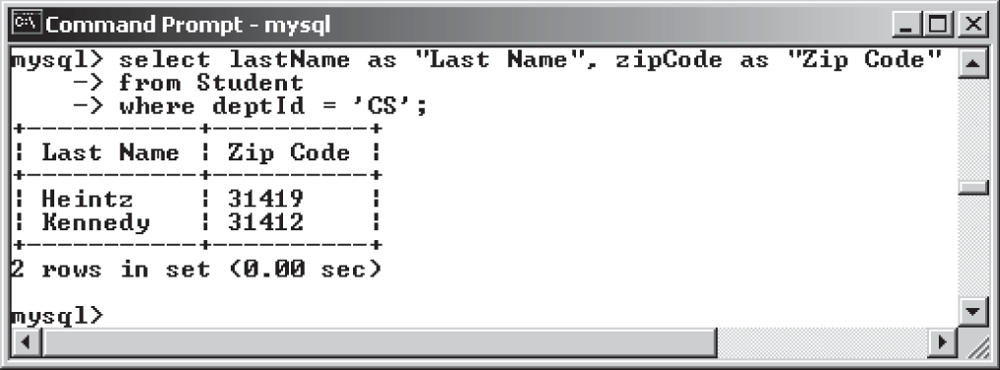 Command Prompt - mysql
mysql> select lastName as "Last Name", zipCode as "Zip Code"
    -> from Student
    -> where deptId = 'CS';
+-----------+----------+
| Last Name | Zip Code |
+-----------+----------+
| Heintz    | 31419    |
| Kennedy   | 31412    |
+-----------+----------+
2 rows in set (0.00 sec)
mysql>